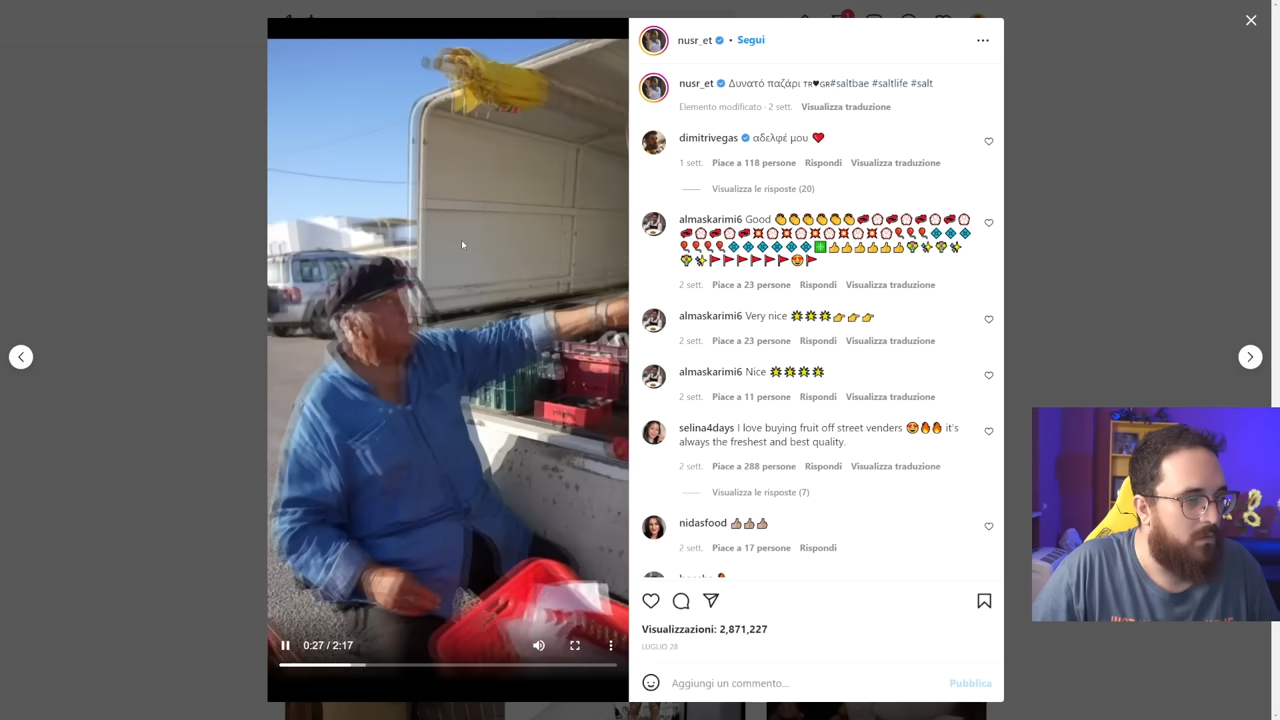 nusr_et • Segui
nusr_et Δυνατό παζάρι ᴛʀ♥ɢʀ#saltbae #saltlife #salt
Elemento modificato · 2 sett. Visualizza traduzione
dimitrivegas αδελφέ μου ❤️
1 sett. Piace a 118 persone Rispondi Visualizza traduzione
Visualizza le risposte (20)
almaskarimi6 Good
2 sett. Piace a 23 persone Rispondi Visualizza traduzione
almaskarimi6 Very nice
2 sett. Piace a 23 persone Rispondi Visualizza traduzione
almaskarimi6 Nice
2 sett. Piace a 11 persone Rispondi Visualizza traduzione
selina4days I love buying fruit off street venders 😍🔥🔥 it's
always the freshest and best quality.
2 sett. Piace a 288 persone Rispondi Visualizza traduzione
Visualizza le risposte (7)
nidasfood
2 sett. Piace a 17 persone Rispondi
Visualizzazioni: 2,871,227
LUGLIO 28
Aggiungi un commento... Pubblica
0:27 / 2:17